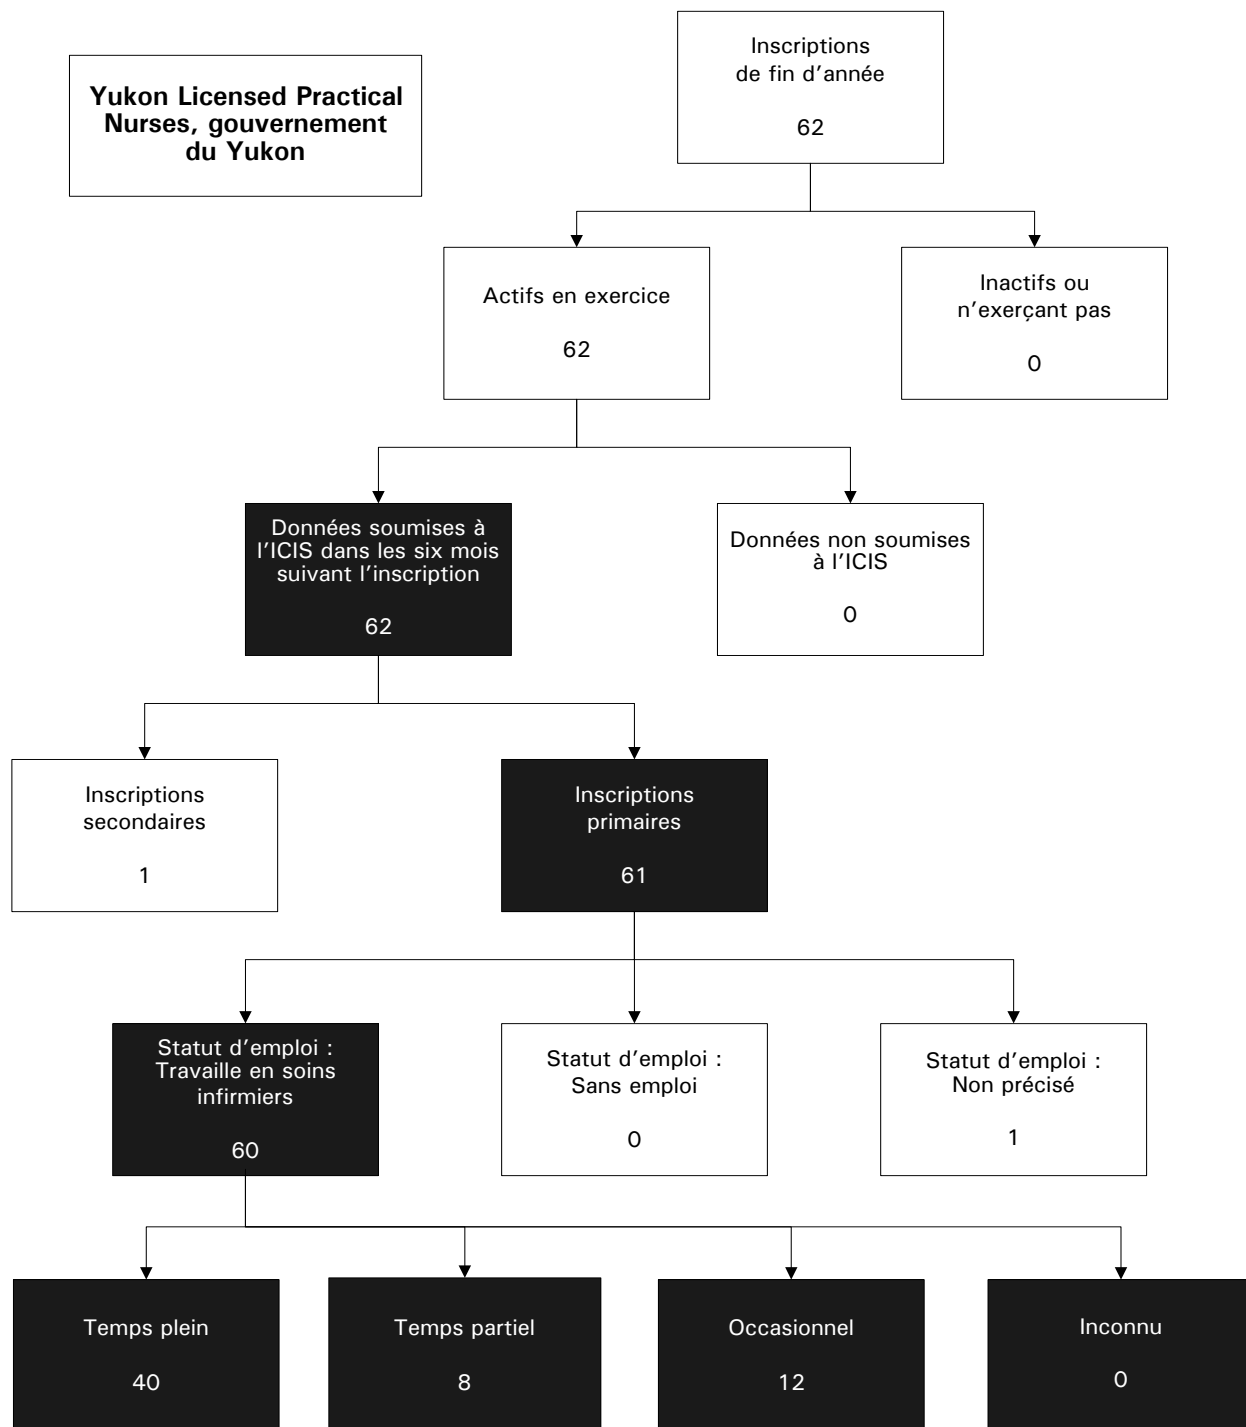 Yukon Licensed Practical
Nurses, gouvernement
du Yukon
Inscriptions
de fin d’année
62
Actifs en exercice
62
Inactifs ou
n’exerçant pas
0
Données soumises à
l’ICIS dans les six mois
suivant l’inscription
62
Données non soumises
à l’ICIS
0
Inscriptions
secondaires
1
Inscriptions
primaires
61
Statut d’emploi :
Travaille en soins
infirmiers
60
Statut d’emploi :
Sans emploi
0
Statut d’emploi :
Non précisé
1
Temps plein
40
Temps partiel
8
Occasionnel
12
Inconnu
0